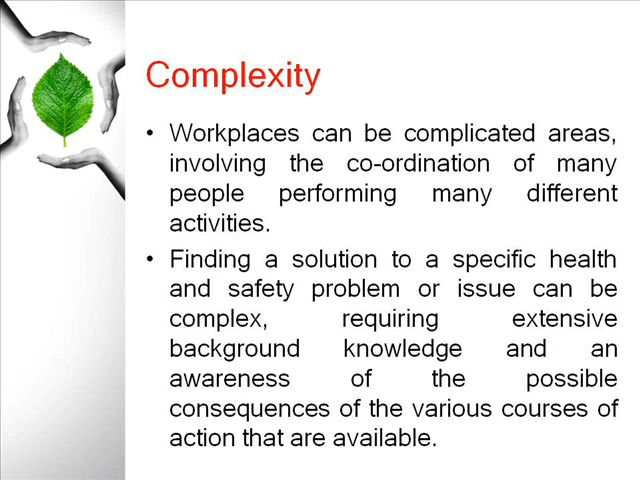 Complexity
• Workplaces can be complicated areas,
involving the co-ordination of many
people performing many different
activities.
• Finding a solution to a specific health
and safety problem or issue can be
complex, requiring extensive
background knowledge and an
awareness of the possible
consequences of the various courses of
action that are available.